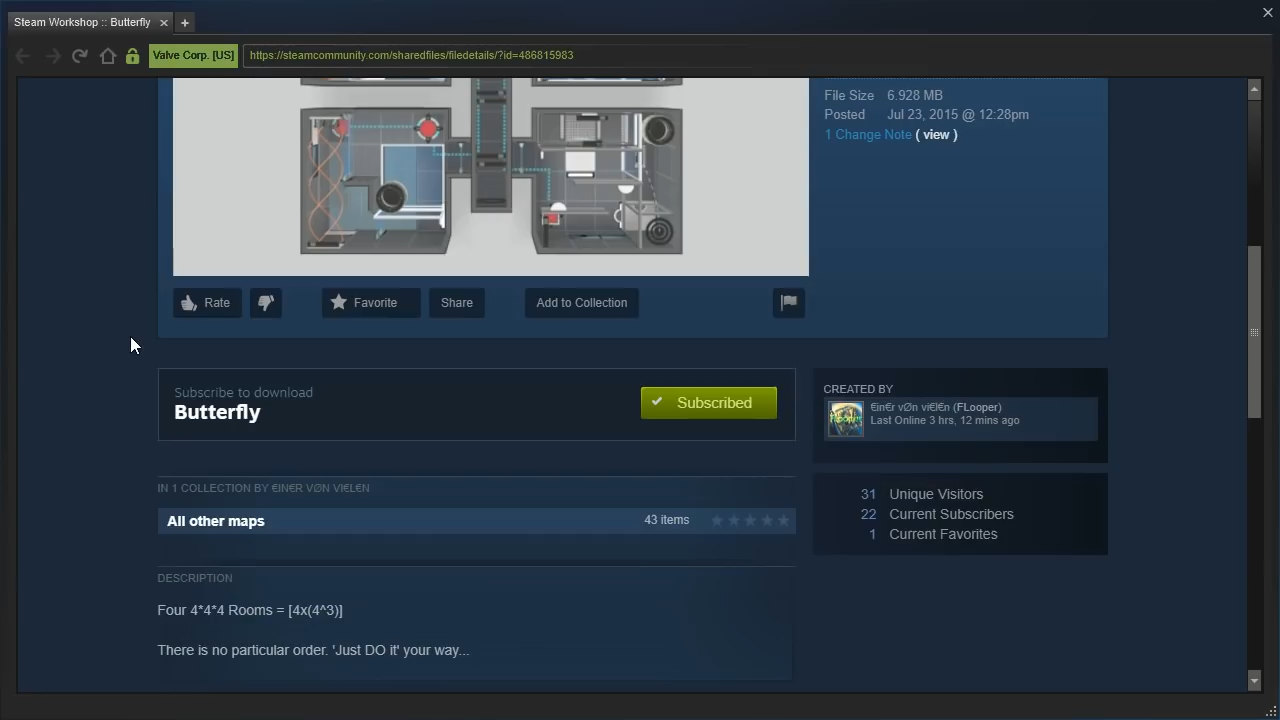 Steam Workshop :: Butterfly
Valve Corp. [US]
https://steamcommunity.com/sharedfiles/filedetails/?id=486815983
File Size 6.928 MB
Posted Jul 23, 2015 @ 12:28pm
1 Change Note ( view )
Rate
Favorite
Share
Add to Collection
Subscribe to download
Butterfly
Subscribed
CREATED BY
€in€r vØn vi€l€n (FLooper)
Last Online 3 hrs, 12 mins ago
IN 1 COLLECTION BY €IN€R VØN VI€L€N
All other maps
43 items
31 Unique Visitors
22 Current Subscribers
1 Current Favorites
DESCRIPTION
Four 4*4*4 Rooms = [4x(4^3)]
There is no particular order. 'Just DO it' your way...